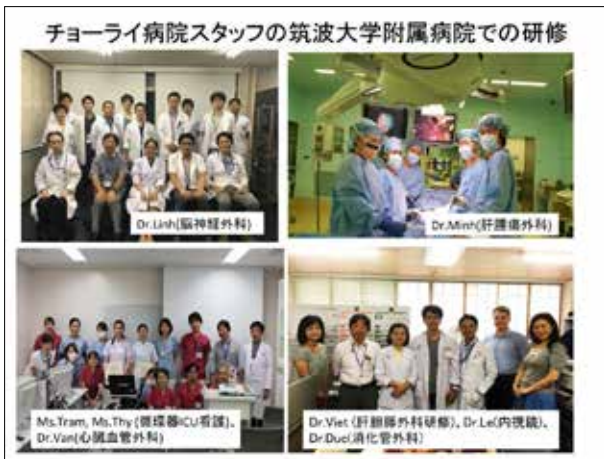 チョーライ病院スタッフの筑波大学附属病院での研修
Dr.Linh(脳神経外科)
Dr.Minh(肝腫瘍外科)
Ms.Tram, Ms.Thy (循環器ICU看護)、
Dr.Van(心臓血管外科)
Dr.Viet (肝胆膵外科研修)、Dr.Le(内視鏡)、
Dr.Duc(消化管外科)